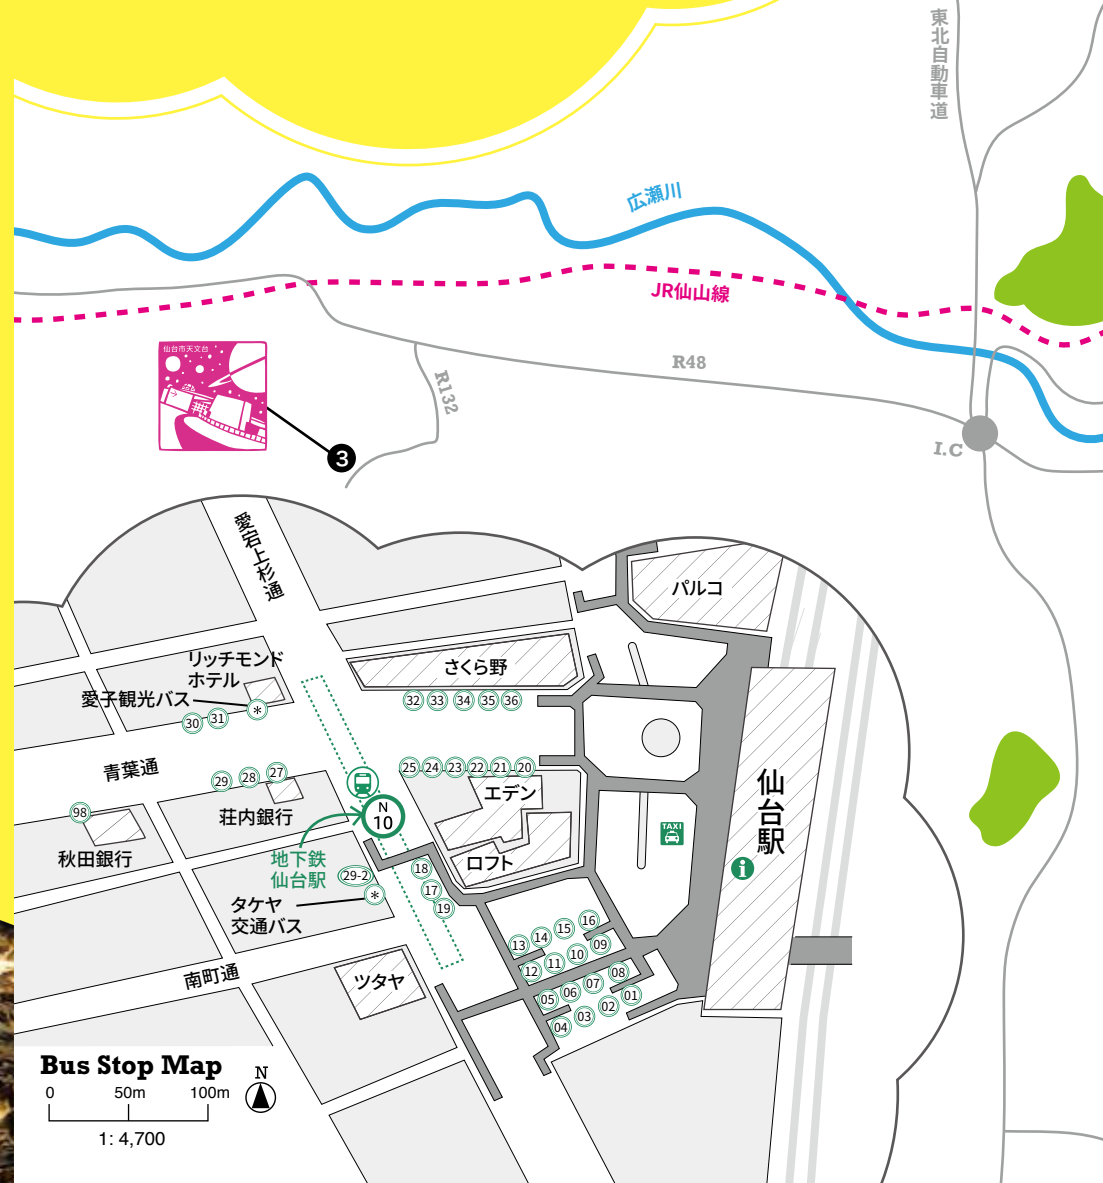 東北自動車道
広瀬川
JR仙山線
仙台市天文台
R48
R132
3
I.C
愛宕上杉通
パルコ
リッチモンド
ホテル
さくら野
愛子観光バス
*
30
31
32
33
34
35
36
青葉通
29
28
27
25
24
23
22
21
20
エデン
仙台駅
98
荘内銀行
N
10
TAXI
秋田銀行
地下鉄
仙台駅
ロフト
i
29-2
18
17
19
タケヤ
交通バス
*
13
14
15
16
12
11
10
09
南町通
ツタヤ
05
06
07
08
04
03
02
01
Bus Stop Map
N
0 50m 100m
1: 4,700